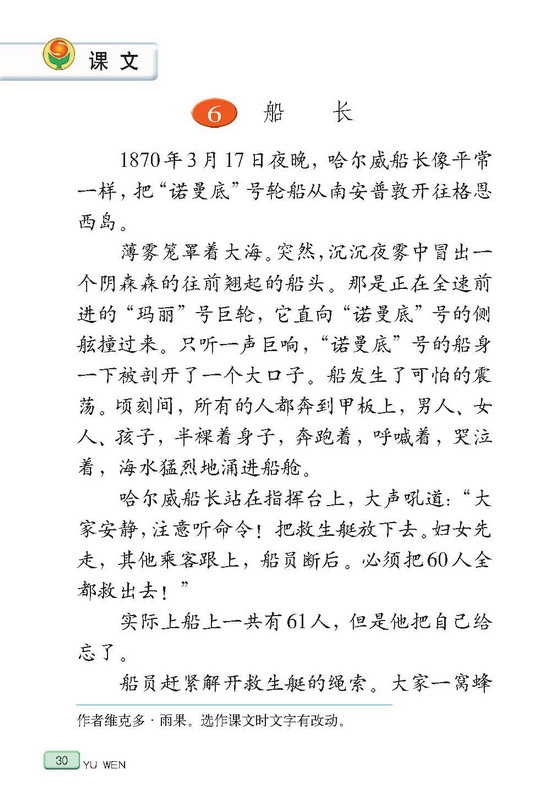 课文
6 船 长
1870年3月17日夜晚，哈尔威船长像平常
一样，把“诺曼底”号轮船从南安普敦开往格恩
西岛。
薄雾笼罩着大海。突然，沉沉夜雾中冒出一
个阴森森的往前翘起的船头。那是正在全速前
进的“玛丽”号巨轮，它直向“诺曼底”号的侧
舷撞过来。只听一声巨响，“诺曼底”号的船身
一下被剖开了一个大口子。船发生了可怕的震
荡。顷刻间，所有的人都奔到甲板上，男人、女
人、孩子，半裸着身子，奔跑着，呼喊着，哭泣
着，海水猛烈地涌进船舱。
哈尔威船长站在指挥台上，大声吼道：“大
家安静，注意听命令！把救生艇放下去。妇女先
走，其他乘客跟上，船员断后。必须把60人全
都救出去！”
实际上船上一共有61人，但是他把自己给
忘了。
船员赶紧解开救生艇的绳索。大家一窝蜂
作者维克多·雨果。选作课文时文字有改动。
30 YU WEN